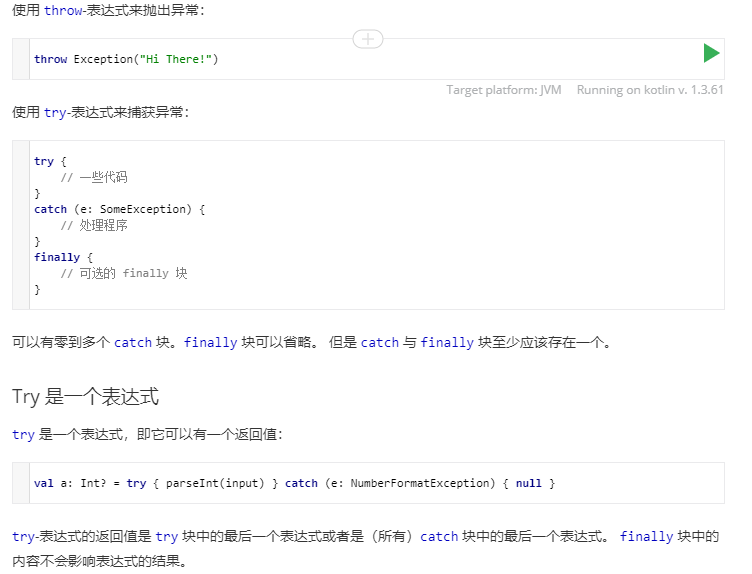 使用 throw-表达式来抛出异常：
throw Exception("Hi There!")
Target platform: JVM Running on kotlin v. 1.3.61
使用 try-表达式来捕获异常：
try {
// 一些代码
}
catch (e: SomeException) {
// 处理程序
}
finally {
// 可选的 finally 块
}
可以有零到多个 catch 块。finally 块可以省略。 但是 catch 与 finally 块至少应该存在一个。
Try 是一个表达式
try 是一个表达式，即它可以有一个返回值：
val a: Int? = try { parseInt(input) } catch (e: NumberFormatException) { null }
try-表达式的返回值是 try 块中的最后一个表达式或者是（所有）catch 块中的最后一个表达式。 finally 块中的
内容不会影响表达式的结果。